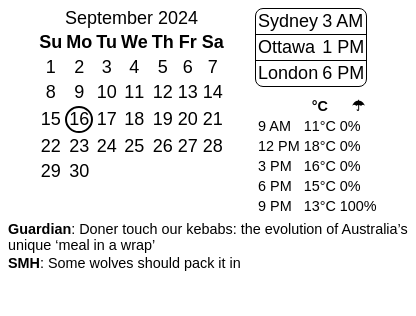 September 2024
Su Mo Tu We Th Fr Sa
1 2 3 4 5 6 7
8 9 10 11 12 13 14
15 16 17 18 19 20 21
22 23 24 25 26 27 28
29 30
Sydney 3 AM
Ottawa 1 PM
London 6 PM
°C ☂
9 AM 11°C 0%
12 PM 18°C 0%
3 PM 16°C 0%
6 PM 15°C 0%
9 PM 13°C 100%
Guardian: Doner touch our kebabs: the evolution of Australia’s
unique ‘meal in a wrap’
SMH: Some wolves should pack it in